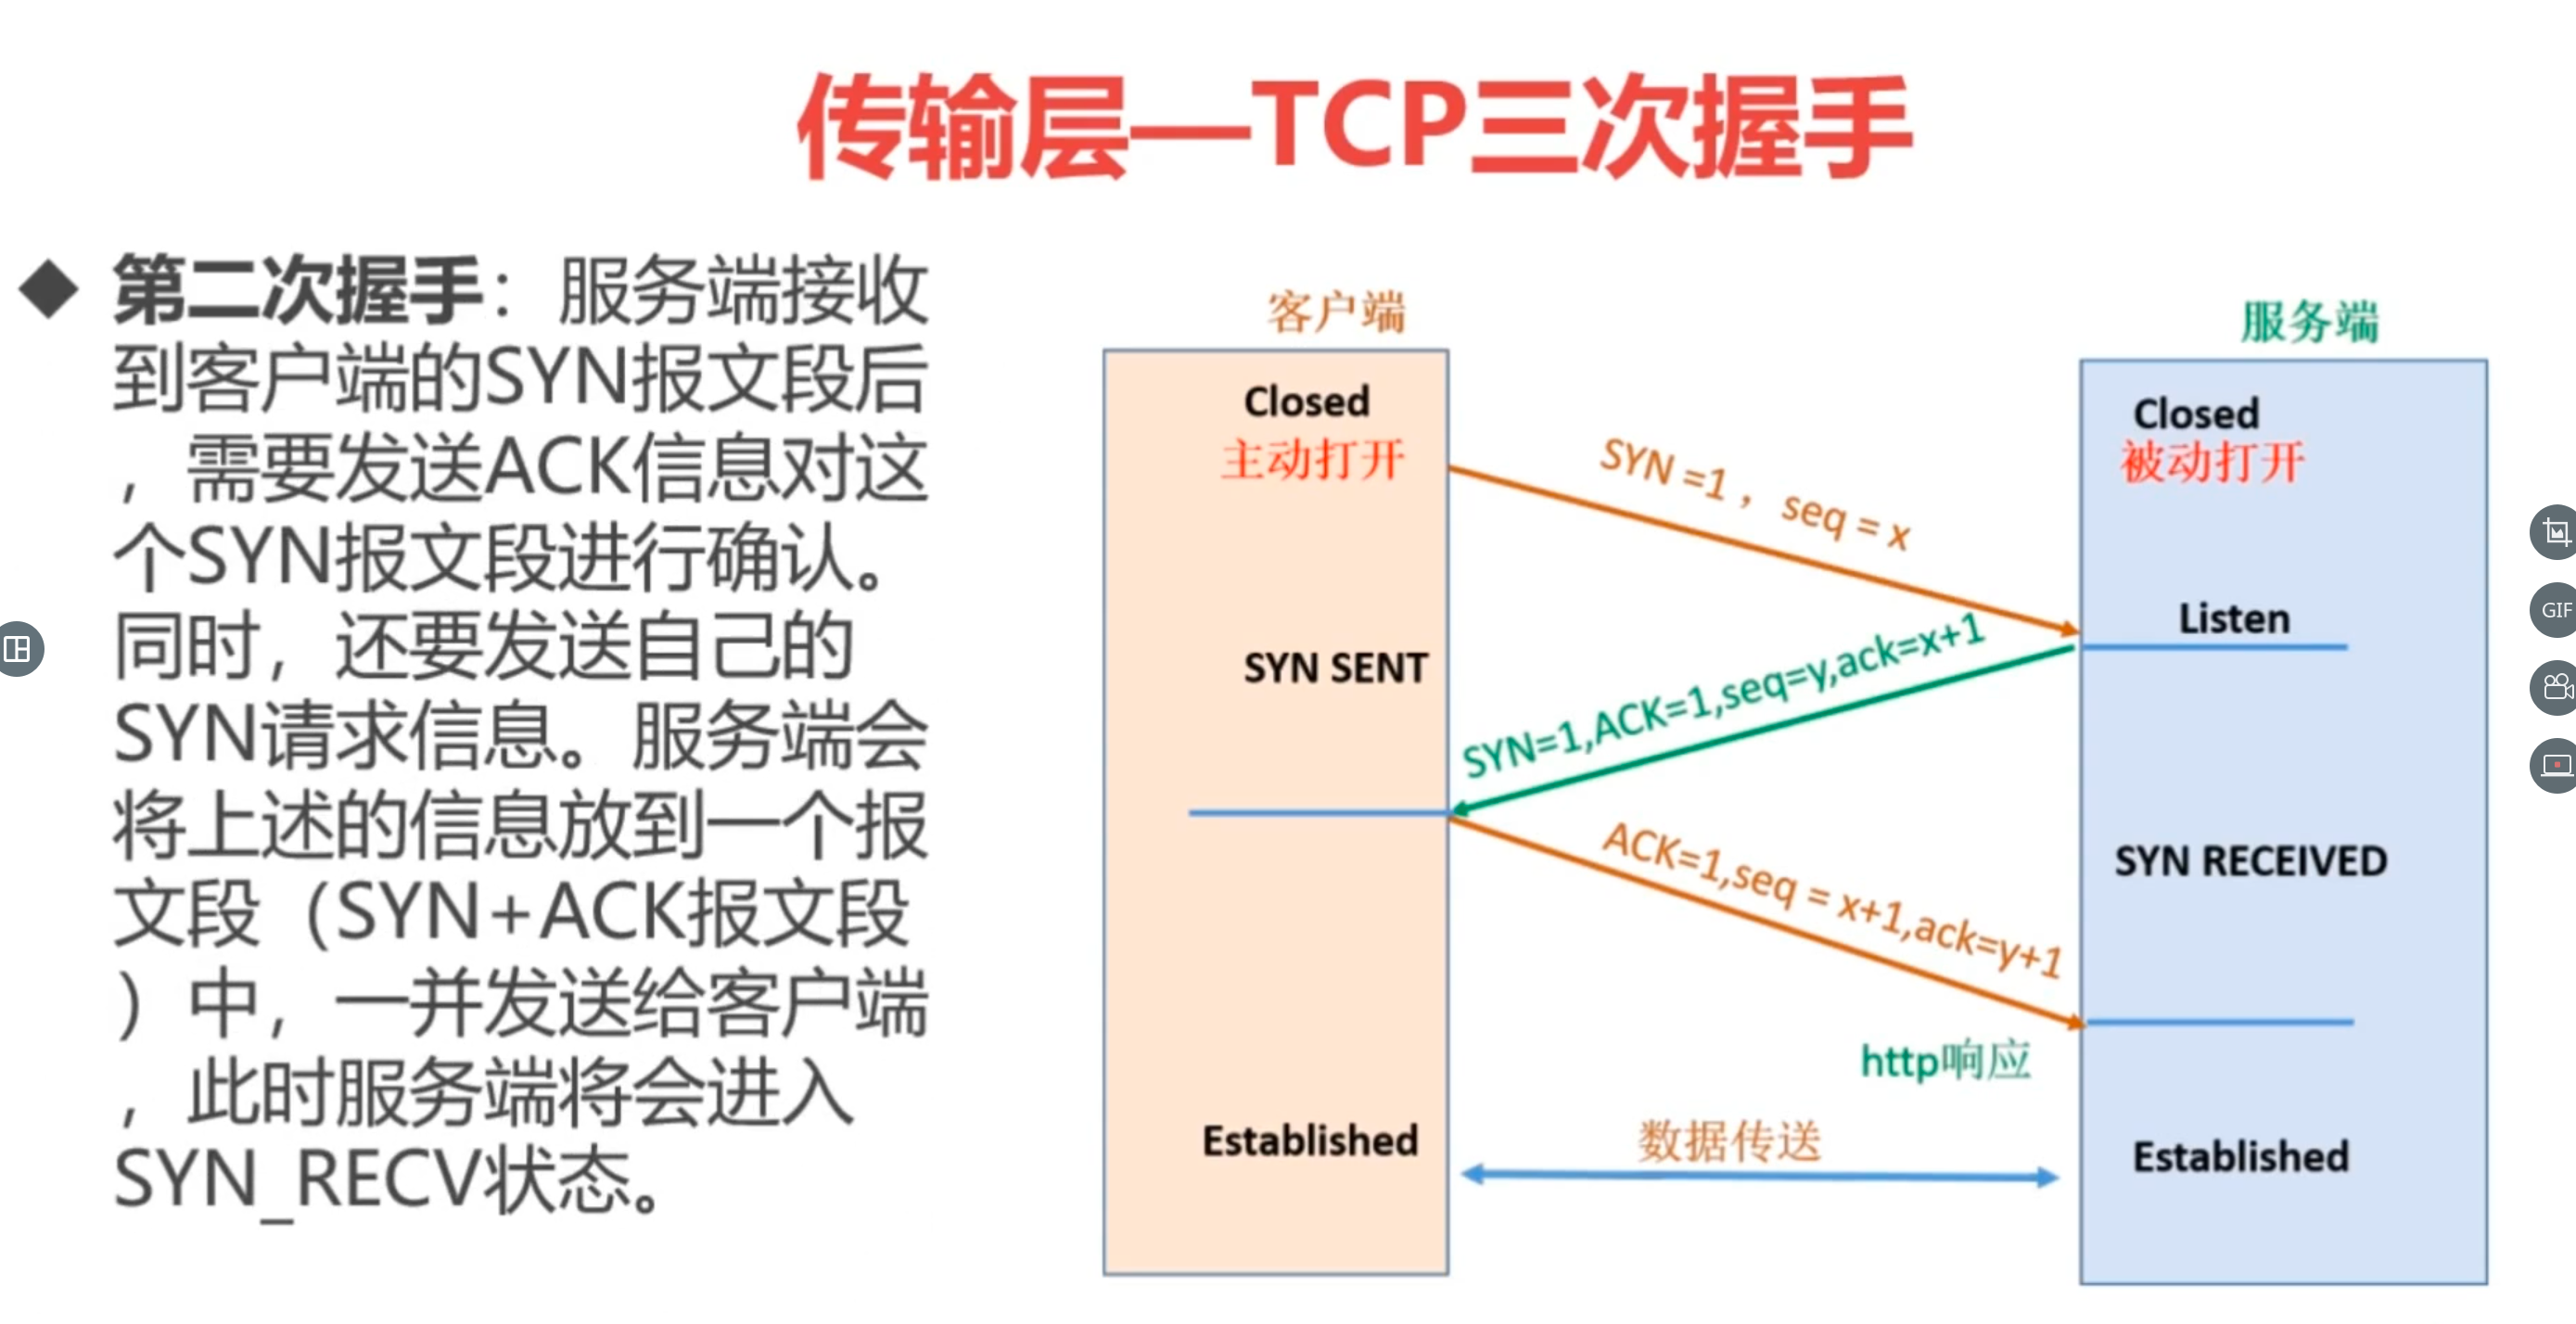 传输层—TCP三次握手
第二次握手：服务端接收
到客户端的SYN报文段后
，需要发送ACK信息对这
个SYN报文段进行确认。
同时，还要发送自己的
SYN请求信息。服务端会
将上述的信息放到一个报
文段（SYN+ACK报文段
）中，一并发送给客户端
，此时服务端将会进入
SYN_RECV状态。
客户端
服务端
Closed
主动打开
Closed
被动打开
SYN =1 ，seq = x
Listen
SYN SENT
SYN=1,ACK=1,seq=y,ack=x+1
SYN RECEIVED
ACK=1,seq = x+1,ack=y+1
http响应
Established
数据传送
Established
GIF